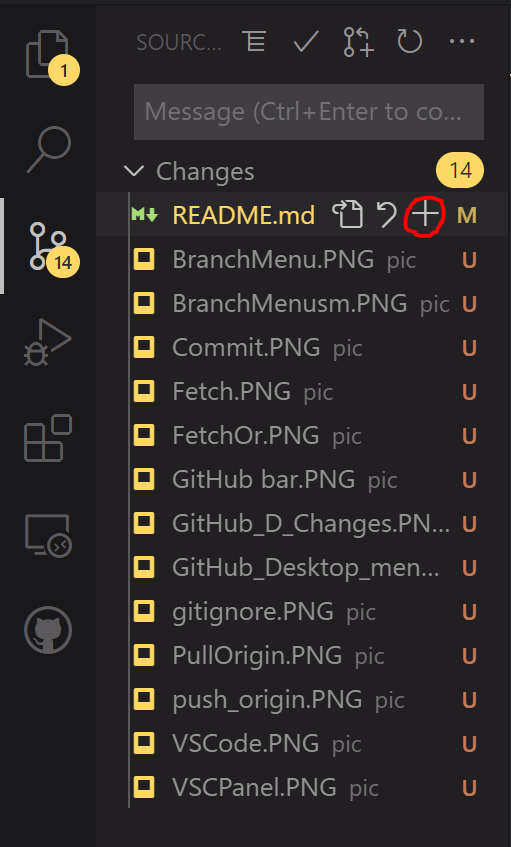 1
SOURC...
Message (Ctrl+Enter to co...
Changes 14
README.md M
14
BranchMenu.PNG pic U
BranchMenusm.PNG pic U
Commit.PNG pic U
Fetch.PNG pic U
FetchOr.PNG pic U
GitHub bar.PNG pic U
GitHub_D_Changes.PN... U
GitHub_Desktop_men... U
gitignore.PNG pic U
PullOrigin.PNG pic U
push_origin.PNG pic U
VSCode.PNG pic U
VSCPanel.PNG pic U